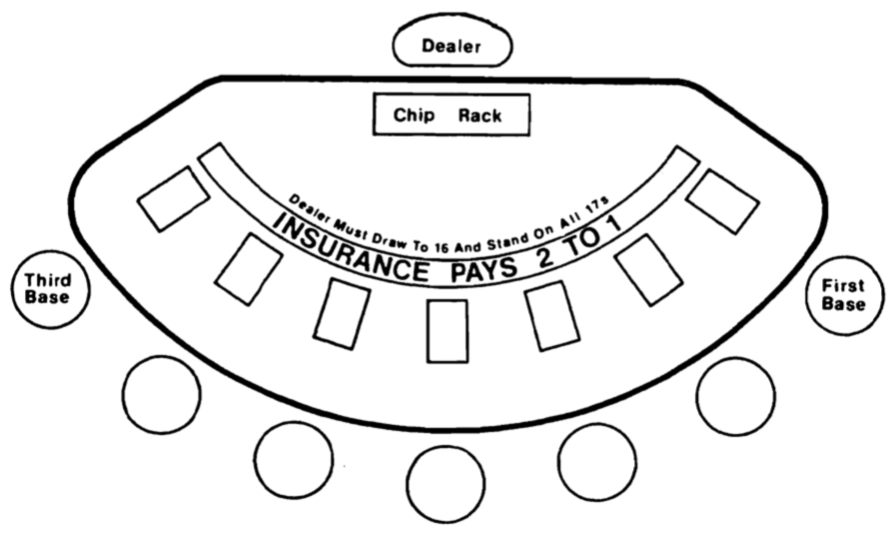 Dealer
Chip Rack
Dealer Must Draw To 16 And Stand On All 17s
INSURANCE PAYS 2 TO 1
Third
Base
First
Base